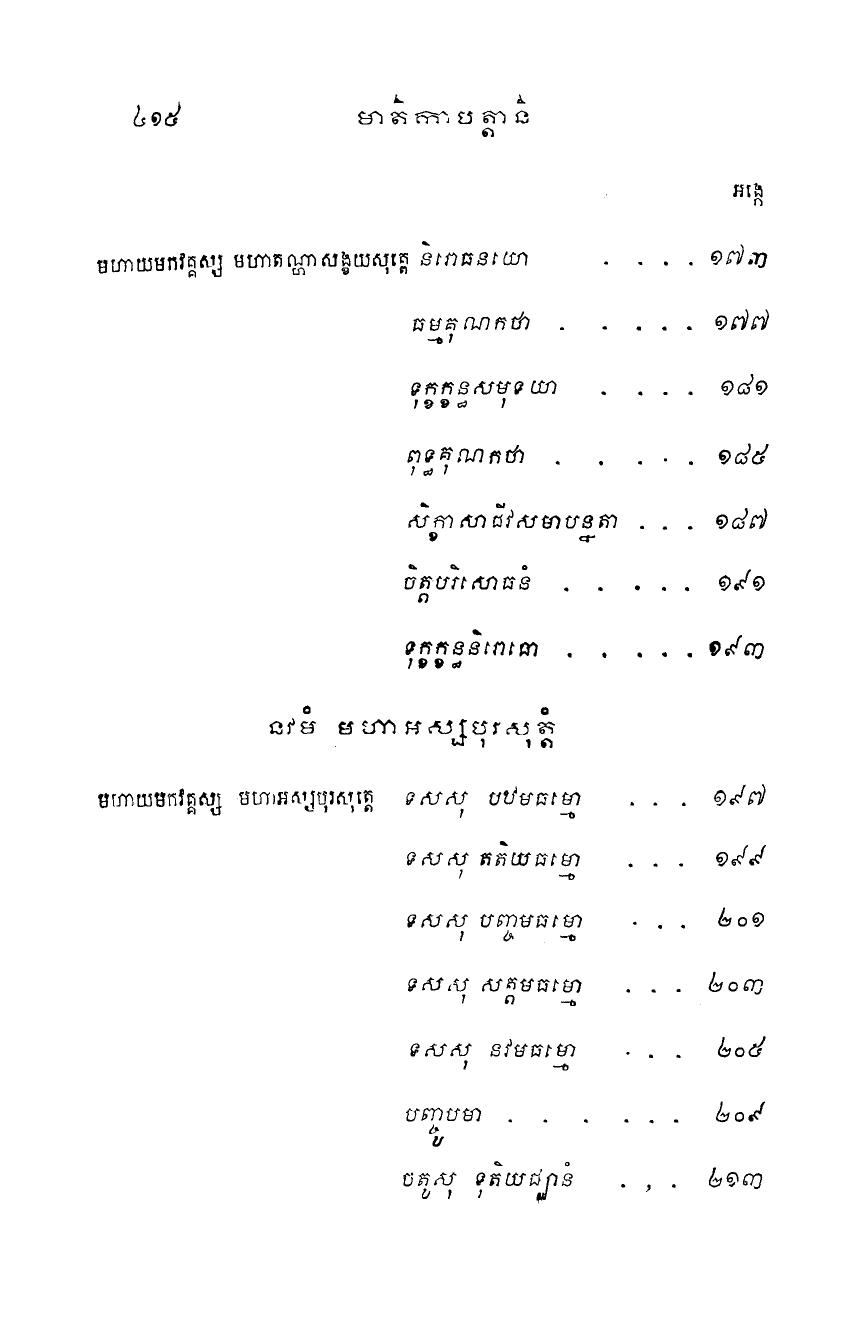 ៤១៥ មាតិកាបត្តានិ
អង្កេ
មហាយមកវគ្គស្ស មហាតណ្ហាសង្ខយសុត្តេ និរោធនយោ . . . . ១៧៣
ធម្មគុណកថា . . . . . ១៧៧
ទុក្ខក្ខន្ធសមុទយា . . . . ១៨១
ពុទ្ធគុណកថា . . . . . ១៨៥
សិក្ខាសាជីវសមាបន្នតា . . . ១៨៧
ចិត្តបរិសោធនំ . . . . . ១៩១
ទុក្ខក្ខន្ធនិរោធោ . . . . . ១៩៣
នវមំ មហាអស្សបុរសុត្តំ
មហាយមកវគ្គស្ស មហាអស្សបុរសុត្តេ ទសសុ បឋមធម្មោ . . . ១៩៧
ទសសុ តតិយធម្មោ . . . ១៩៩
ទសសុ បញ្ចមធម្មោ . . . ២០១
ទសសុ សត្តមធម្មោ . . . ២០៣
ទសសុ នវមធម្មោ . . . ២០៥
បញ្ចូបមា . . . . . . ២០៩
ចតូសុ ទុតិយជ្ឈានំ . , . ២១៣